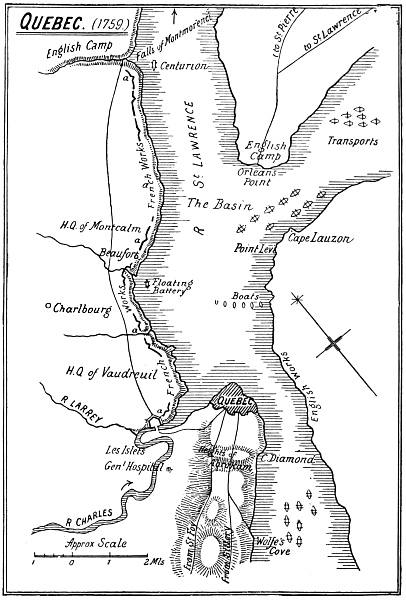 QUEBEC. (1759)
English Camp
Falls of Montmorenci
(to St Pierre
to St Lawrence
Centurion
a
Transports
R St LAWRENCE
English
Camp
Orleans
Point
French Works
a
The Basin
H.Q. of Montcalm
a
Beaufort
Point Levi
Cape Lauzon
Floating
Battery
Works
Boats
Charlbourg
a
English Works
H.Q. of Vaudreuil
French
R LARREY
QUEBEC
a
Les Islets
Genl. Hospital
Heights of
Abraham
C. Diamond
R CHARLES
Wolfe's
Cove
From St Foy
From Sillery
Approx Scale
1 0 1 2 Mls